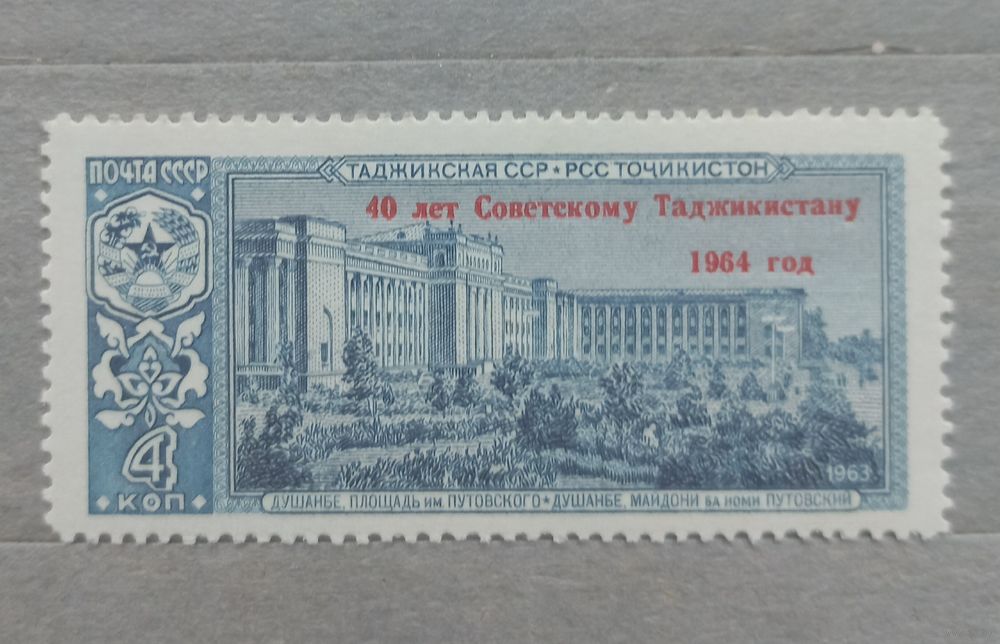 ПОЧТА СССР
ТАДЖИКСКАЯ ССР ★ РСС ТОҶИКИСТОН
40 лет Советскому Таджикистану
1964 год
4
КОП
1963
ДУШАНБЕ, ПЛОЩАДЬ им. ПУТОВСКОГО ★ ДУШАНБЕ, МАЙДОНИ ба номи ПУТОВСКИЙ